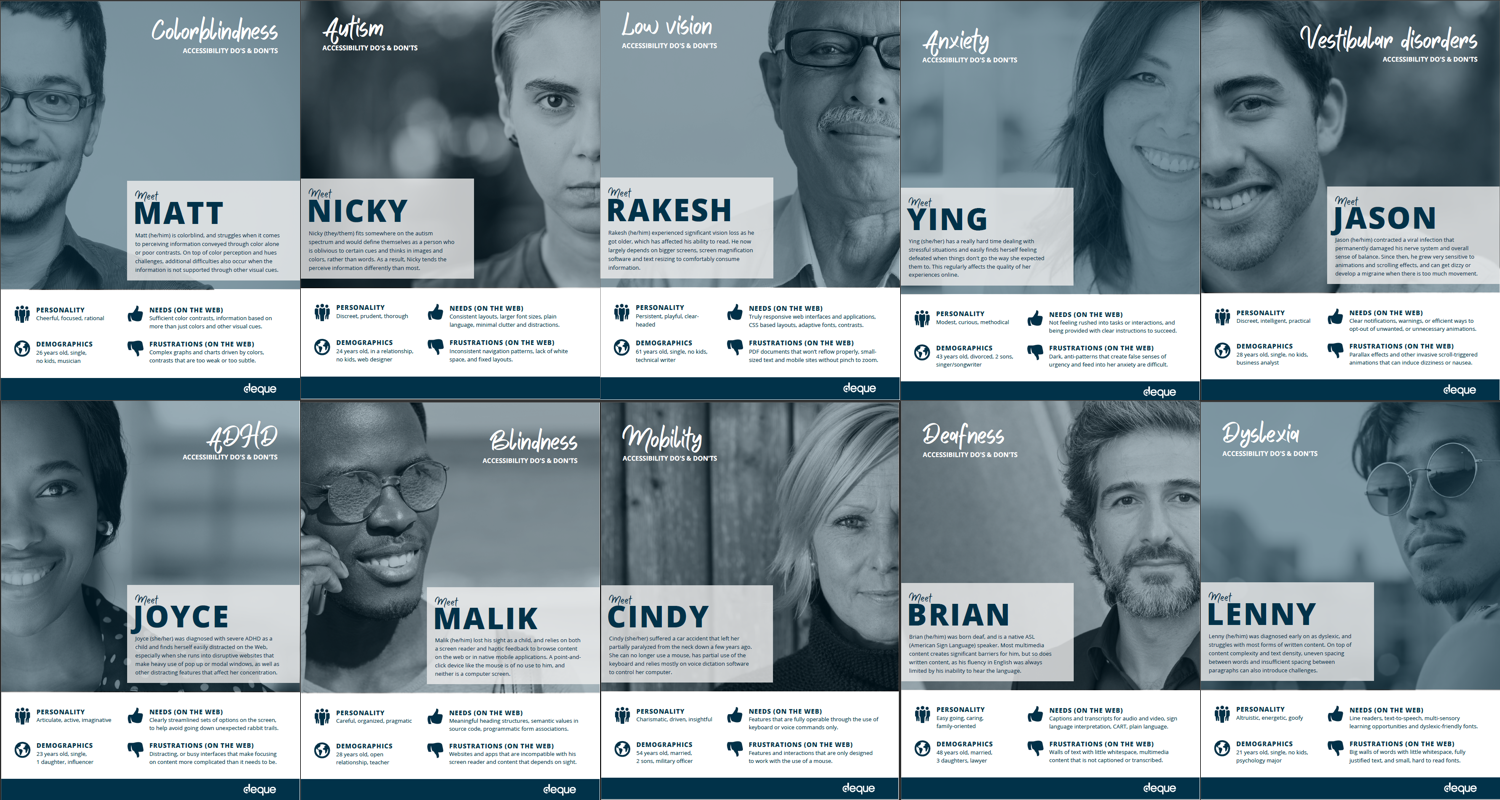 Colorblindness
ACCESSIBILITY DO'S & DON'TS
Meet
MATT
Matt (he/him) is colorblind, and struggles when it comes
to perceiving information conveyed through color alone
or poor contrasts. On top of color perception and hues
challenges, additional difficulties also occur when the
information is not supported through other visual cues.
PERSONALITY
Cheerful, focused, rational
NEEDS (ON THE WEB)
Sufficient color contrasts, information based on
more than just colors and other visual cues.
DEMOGRAPHICS
26 years old, single,
no kids, musician
FRUSTRATIONS (ON THE WEB)
Complex graphs and charts driven by colors,
contrasts that are too weak or too subtle.
deque
Autism
ACCESSIBILITY DO'S & DON'TS
Meet
NICKY
Nicky (they/them) fits somewhere on the autism
spectrum and would define themselves as a person who
is oblivious to certain cues and thinks in images and
colors, rather than words. As a result, Nicky tends the
perceive information differently than most.
PERSONALITY
Discreet, prudent, thorough
NEEDS (ON THE WEB)
Consistent layouts, larger font sizes, plain
language, minimal clutter and distractions.
DEMOGRAPHICS
24 years old, in a relationship,
no kids, web designer
FRUSTRATIONS (ON THE WEB)
Inconsistent navigation patterns, lack of white
space, and fixed layouts.
deque
Low vision
ACCESSIBILITY DO'S & DON'TS
Meet
RAKESH
Rakesh (he/him) experienced significant vision loss as he
got older, which has affected his ability to read. He now
largely depends on bigger screens, screen magnification
software and text resizing to comfortably consume
information.
PERSONALITY
Persistent, playful, clear-
headed
NEEDS (ON THE WEB)
Truly responsive web interfaces and applications,
CSS based layouts, adaptive fonts, contrasts.
DEMOGRAPHICS
61 years old, single, no kids,
technical writer
FRUSTRATIONS (ON THE WEB)
PDF documents that won't reflow properly, small-
sized text and mobile sites without pinch to zoom.
deque
Anxiety
ACCESSIBILITY DO'S & DON'TS
Meet
YING
Ying (she/her) has a really hard time dealing with
stressful situations and easily finds herself feeling
defeated when things don't go the way she expected
them to. This regularly affects the quality of her
experiences online.
PERSONALITY
Modest, curious, methodical
NEEDS (ON THE WEB)
Not feeling rushed into tasks or interactions, and
being provided with clear instructions to succeed.
DEMOGRAPHICS
43 years old, divorced, 2 sons,
singer/songwriter
FRUSTRATIONS (ON THE WEB)
Dark, anti-patterns that create false senses of
urgency and feed into her anxiety are difficult.
deque
Vestibular disorders
ACCESSIBILITY DO'S & DON'TS
Meet
JASON
Jason (he/him) contracted a viral infection that
permanently damaged his nerve system and overall
sense of balance. Since then, he grew very sensitive to
animations and scrolling effects, and can get dizzy or
develop a migraine when there is too much movement.
PERSONALITY
Discreet, intelligent, practical
NEEDS (ON THE WEB)
Clear notifications, warnings, or efficient ways to
opt-out of unwanted, or unnecessary animations.
DEMOGRAPHICS
28 years old, single, no kids,
business analyst
FRUSTRATIONS (ON THE WEB)
Parallax effects and other invasive scroll-triggered
animations that can induce dizziness or nausea.
deque
ADHD
ACCESSIBILITY DO'S & DON'TS
Meet
JOYCE
Joyce (she/her) was diagnosed with severe ADHD as a
child and finds herself easily distracted on the Web,
especially when she runs into disruptive websites that
make heavy use of pop up or modal windows, as well as
other distracting features that affect her concentration.
PERSONALITY
Articulate, active, imaginative
NEEDS (ON THE WEB)
Clearly streamlined sets of options on the screen,
to help avoid going down unexpected rabbit trails.
DEMOGRAPHICS
23 years old, single,
1 daughter, influencer
FRUSTRATIONS (ON THE WEB)
Distracting, or busy interfaces that make focusing
on content more complicated than it needs to be.
deque
Blindness
ACCESSIBILITY DO'S & DON'TS
Meet
MALIK
Malik (he/him) lost his sight as a child, and relies on both
a screen reader and haptic feedback to browse content
on the web or in native mobile applications. A point-and-
click device like the mouse is of no use to him, and
neither is a computer screen.
PERSONALITY
Careful, organized, pragmatic
NEEDS (ON THE WEB)
Meaningful heading structures, semantic values in
source code, programmatic form associations.
DEMOGRAPHICS
28 years old, open
relationship, teacher
FRUSTRATIONS (ON THE WEB)
Websites and apps that are incompatible with his
screen reader and content that depends on sight.
deque
Mobility
ACCESSIBILITY DO'S & DON'TS
Meet
CINDY
Cindy (she/her) suffered a car accident that left her
partially paralyzed from the neck down a few years ago.
She can no longer use a mouse, has partial use of the
keyboard and relies mostly on voice dictation software
to control her computer.
PERSONALITY
Charismatic, driven, insightful
NEEDS (ON THE WEB)
Features that are fully operable through the use of
keyboard or voice commands only.
DEMOGRAPHICS
54 years old, married,
2 sons, military officer
FRUSTRATIONS (ON THE WEB)
Features and interactions that are only designed
to work with the use of a mouse.
deque
Deafness
ACCESSIBILITY DO'S & DON'TS
Meet
BRIAN
Brian (he/him) was born deaf, and is a native ASL
(American Sign Language) speaker. Most multimedia
content creates significant barriers for him, but so does
written content, as his fluency in English was always
limited by his inability to hear the language.
PERSONALITY
Easy going, caring,
family-oriented
NEEDS (ON THE WEB)
Captions and transcripts for audio and video, sign
language interpretation, CART, plain language.
DEMOGRAPHICS
48 years old, married,
3 daughters, lawyer
FRUSTRATIONS (ON THE WEB)
Walls of text with little whitespace, multimedia
content that is not captioned or transcribed.
deque
Dyslexia
ACCESSIBILITY DO'S & DON'TS
Meet
LENNY
Lenny (he/him) was diagnosed early on as dyslexic, and
struggles with most forms of written content. On top of
content complexity and text density, uneven spacing
between words and insufficient spacing between
paragraphs can also introduce challenges.
PERSONALITY
Altruistic, energetic, goofy
NEEDS (ON THE WEB)
Line readers, text-to-speech, multi-sensory
learning opportunities and dyslexic-friendly fonts.
DEMOGRAPHICS
21 years old, single, no kids,
psychology major
FRUSTRATIONS (ON THE WEB)
Big walls of words with little whitespace, fully
justified text, and small, hard to read fonts.
deque